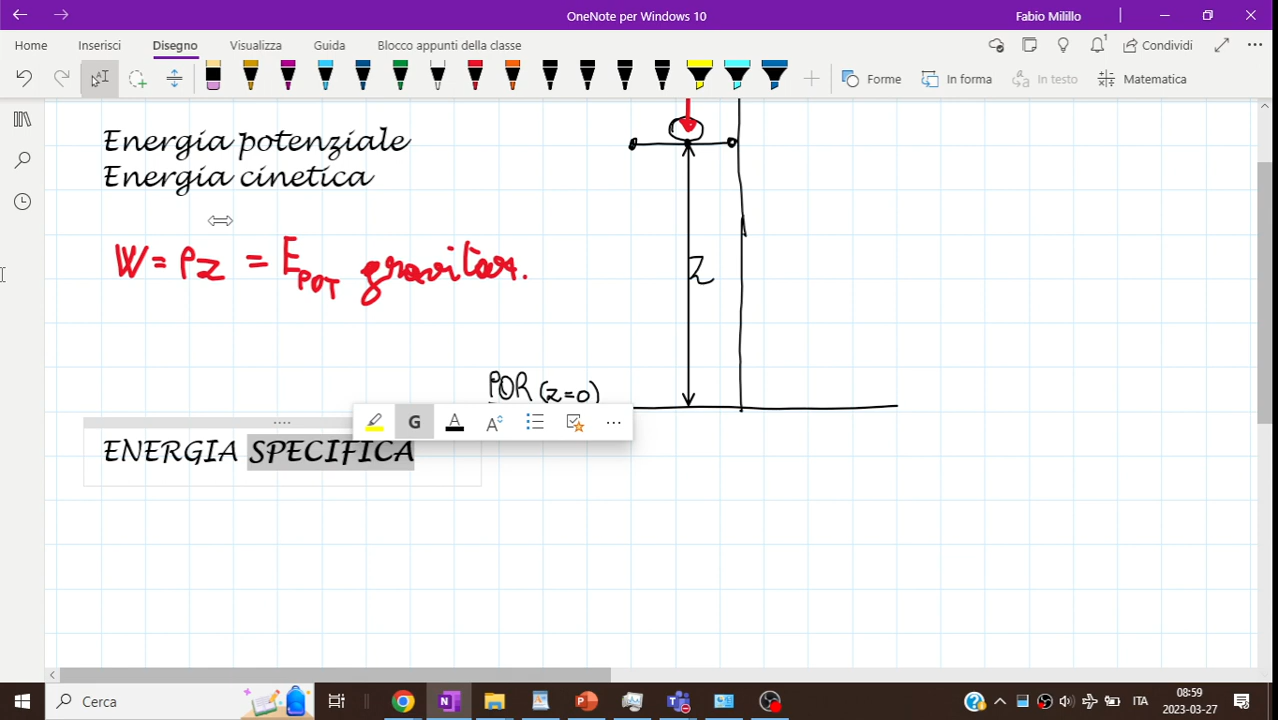 OneNote per Windows 10
Fabio Milillo
Home Inserisci Disegno Visualizza Guida Blocco appunti della classe
Condividi
Forme In forma In testo Matematica
Energia potenziale
Energia cinetica
W = Pz = E POT gravitaz.
z
POR (z=0)
G A A
ENERGIA SPECIFICA
Cerca
ITA
08:59
2023-03-27